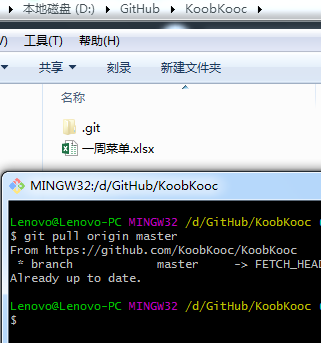 本地磁盘 (D:) ▸ GitHub ▸ KoobKooc ▸
V) 工具(T) 帮助(H)
共享 刻录 新建文件夹
名称
.git
一周菜单.xlsx
MINGW32:/d/GitHub/KoobKooc
Lenovo@Lenovo-PC MINGW32 /d/GitHub/KoobKooc
$ git pull origin master
From https://github.com/KoobKooc/Koobkooc
 * branch            master     -> FETCH_HEA
Already up to date.
Lenovo@Lenovo-PC MINGW32 /d/GitHub/KoobKooc
$